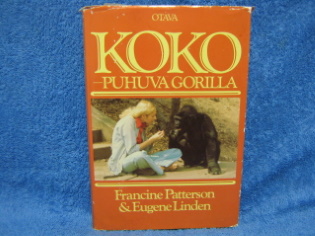 OTAVA
KOKO
–PUHUVA GORILLA
Francine Patterson
& Eugene Linden